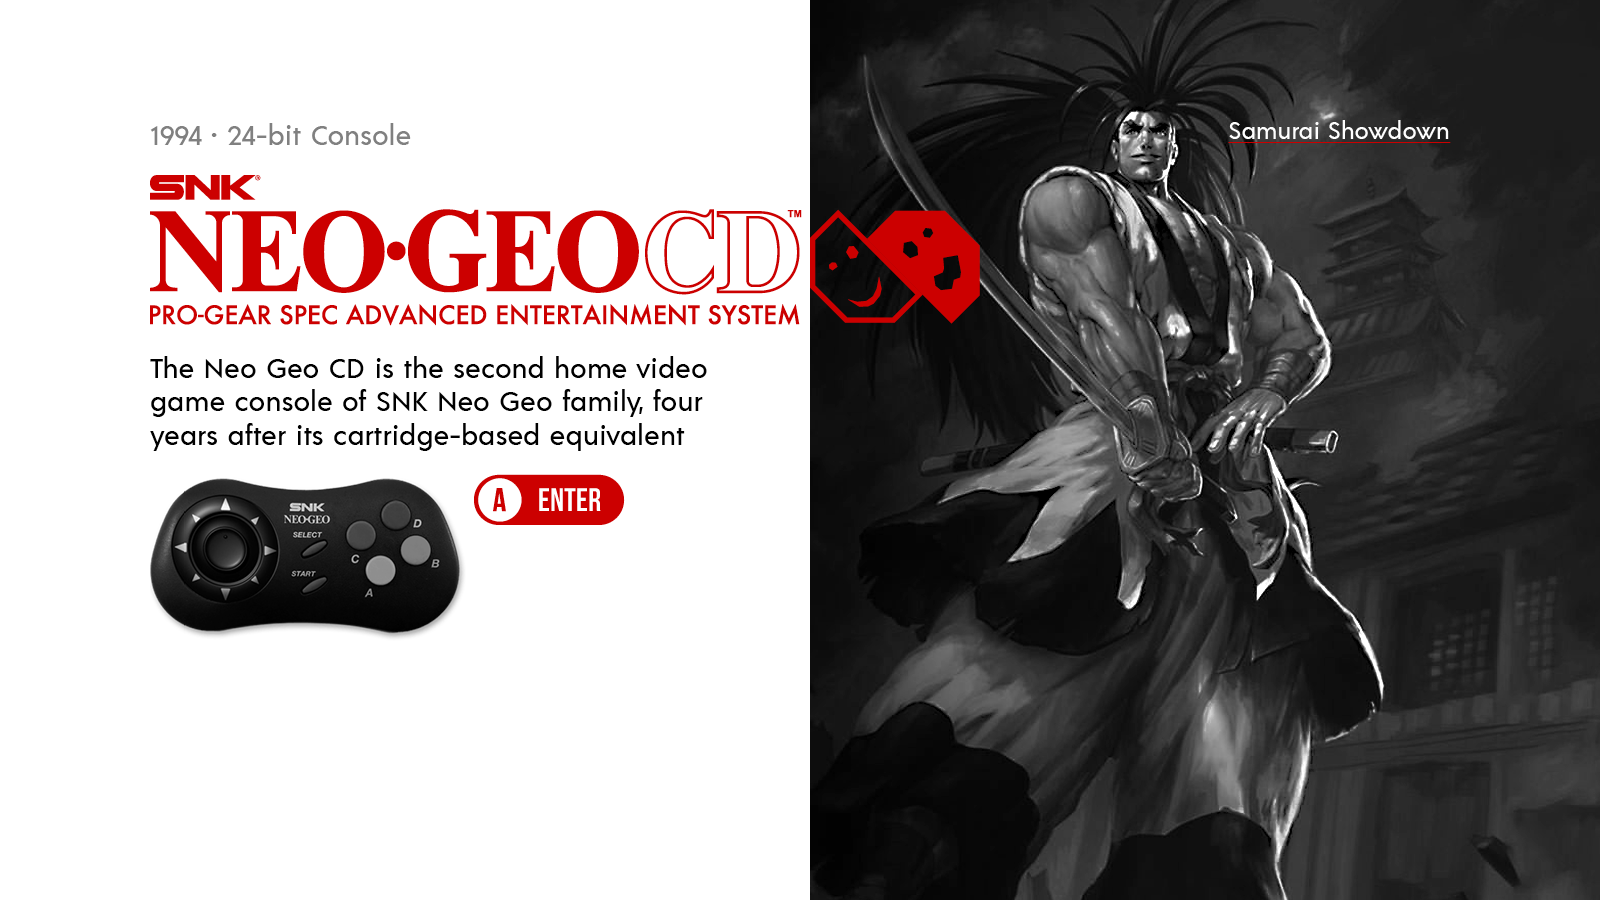 1994 · 24-bit Console
SNK®
NEO·GEO CD™
PRO-GEAR SPEC ADVANCED ENTERTAINMENT SYSTEM
The Neo Geo CD is the second home video
game console of SNK Neo Geo family, four
years after its cartridge-based equivalent
A ENTER
SNK
NEO·GEO
SELECT
START
D
C
B
A
Samurai Showdown